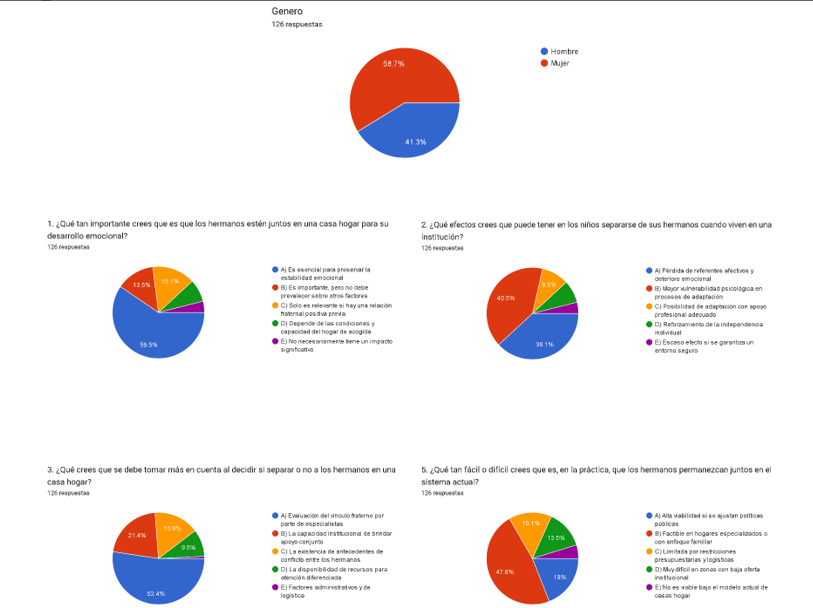 Genero
126 respuestas
Hombre
Mujer
58.7%
41.3%
1. ¿Qué tan importante crees que es que los hermanos estén juntos en una casa hogar para su
desarrollo emocional?
126 respuestas
A) Es esencial para preservar la
estabilidad emocional
B) Es importante, pero no debe
prevalecer sobre otros factores
C) Solo es relevante si hay una relación
fraternal positiva previa
D) Depende de las condiciones y
capacidad del hogar de acogida
E) No necesariamente tiene un impacto
significativo
13.5%
15.1%
59.5%
2. ¿Qué efectos crees que puede tener en los niños separarse de sus hermanos cuando viven en una
institución?
126 respuestas
A) Pérdida de referentes afectivos y
deterioro emocional
B) Mayor vulnerabilidad psicológica en
procesos de adaptación
C) Posibilidad de adaptación con apoyo
profesional adecuado
D) Reforzamiento de la independencia
individual
E) Escaso efecto si se garantiza un
entorno seguro
40.5%
38.1%
3. ¿Qué crees que se debe tomar más en cuenta al decidir si separar o no a los hermanos en una
casa hogar?
126 respuestas
A) Evaluación del vínculo fraterno por
parte de especialistas
B) La capacidad institucional de brindar
apoyo conjunto
C) La existencia de antecedentes de
conflicto entre los hermanos
D) La disponibilidad de recursos para
atención diferenciada
E) Factores administrativos y de
logística
21.4%
15.9%
9.5%
52.4%
5. ¿Qué tan fácil o difícil crees que es, en la práctica, que los hermanos permanezcan juntos en el
sistema actual?
126 respuestas
A) Alta viabilidad si se ajustan políticas
públicas
B) Factible en hogares especializados o
con enfoque familiar
C) Limitada por restricciones
presupuestarias y logísticas
D) Muy difícil en zonas con baja oferta
institucional
E) No es viable bajo el modelo actual de
casas hogar
15.1%
13.5%
47.6%
19%